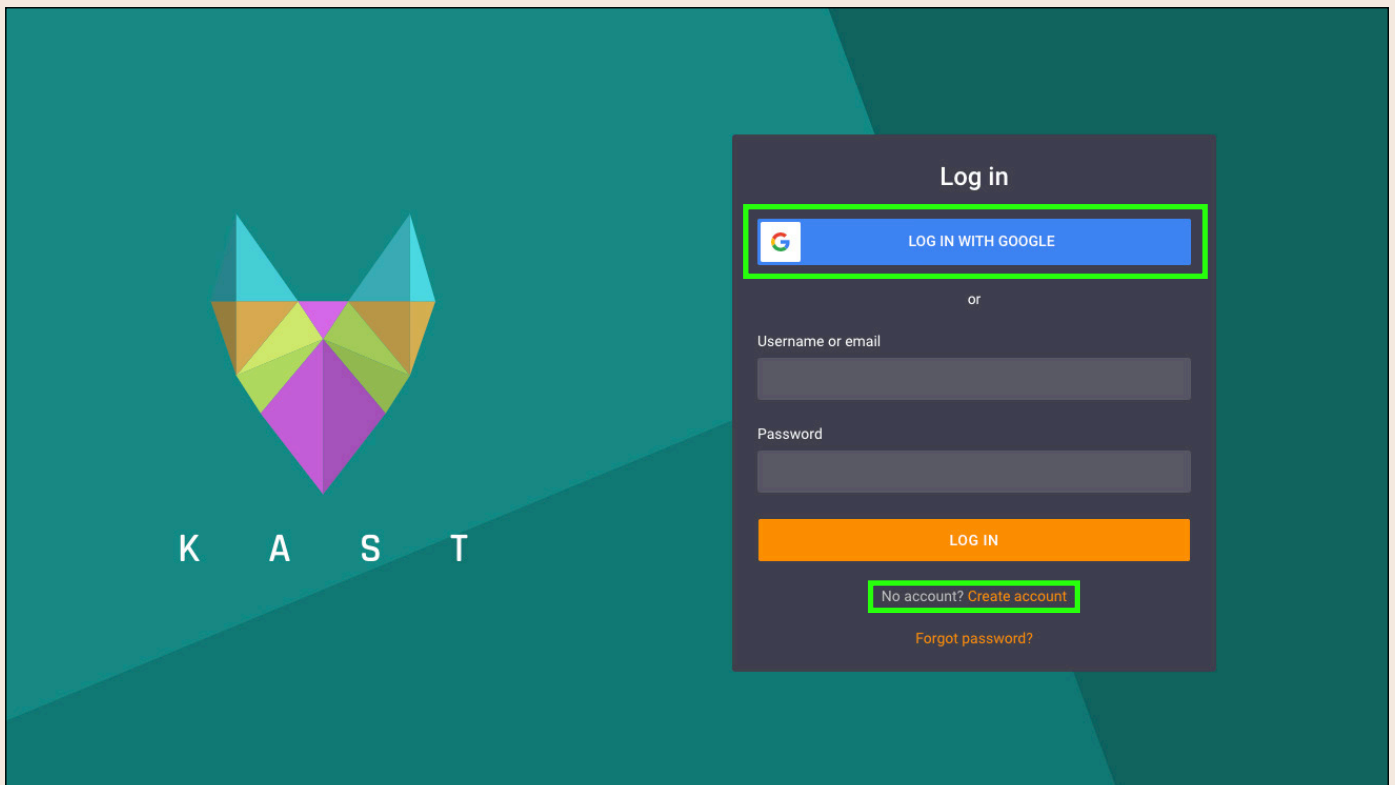 Log in
LOG IN WITH GOOGLE
or
Username or email
Password
LOG IN
No account? Create account
Forgot password?
K A S T